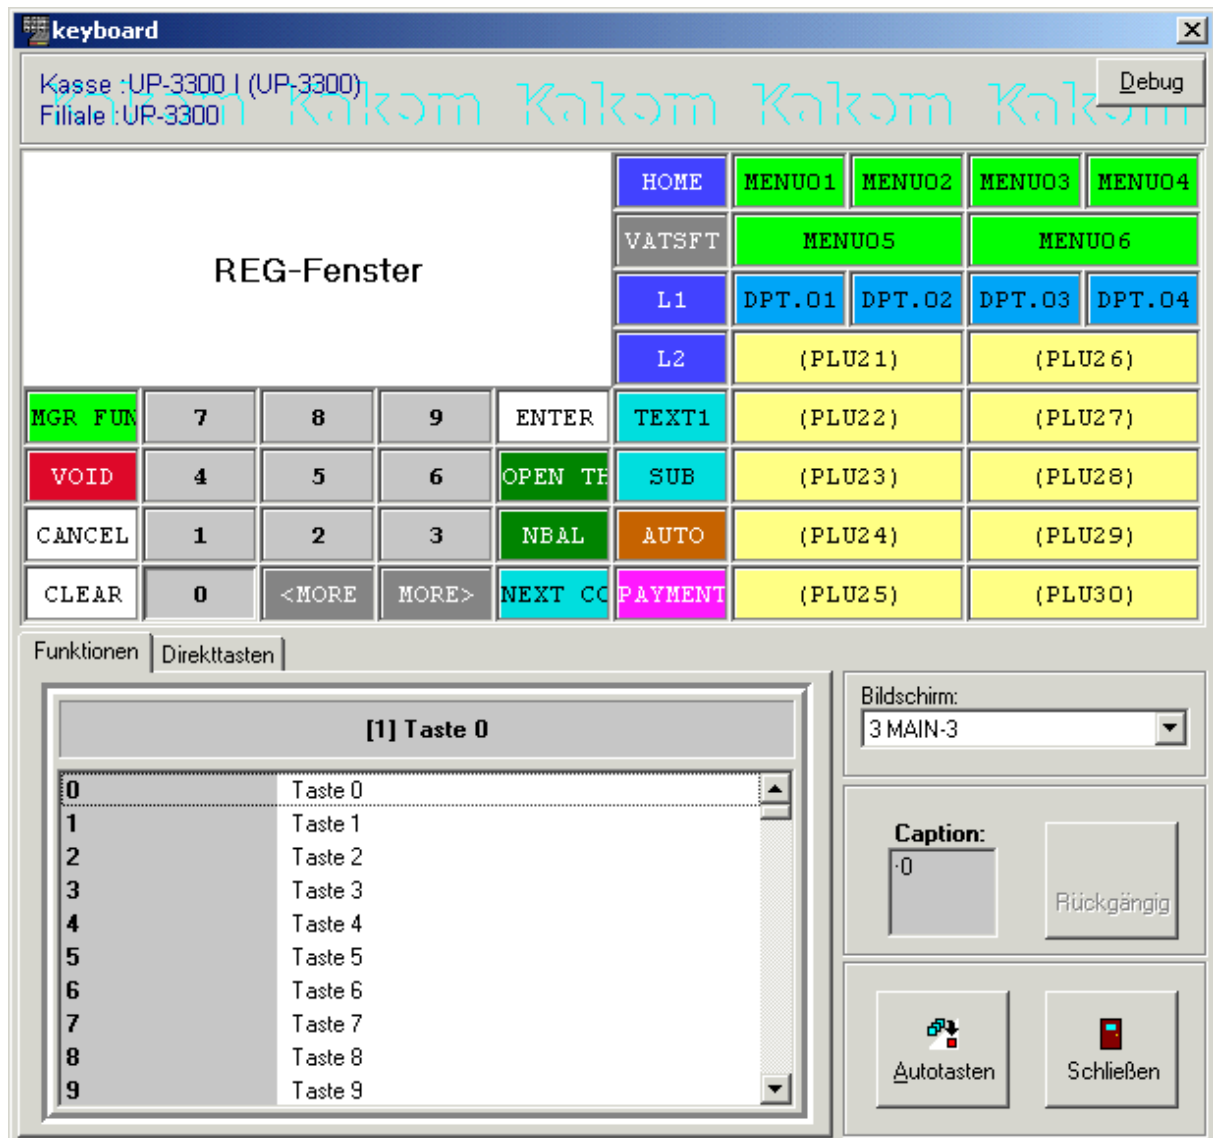 keyboard
Kasse :UP-3300 I (UP-3300)
Filiale :UP-3300
Kakom Kakom Kakom Kakom Kakom
Debug
HOME MENU01 MENU02 MENU03 MENU04
VATSFT MENU05 MENU06
REG-Fenster
L1 DPT.01 DPT.02 DPT.03 DPT.04
L2 (PLU21) (PLU26)
MGR FUN 7 8 9 ENTER TEXT1 (PLU22) (PLU27)
VOID 4 5 6 OPEN TH SUB (PLU23) (PLU28)
CANCEL 1 2 3 NBAL AUTO (PLU24) (PLU29)
CLEAR 0 <MORE MORE> NEXT CO PAYMENT (PLU25) (PLU30)
Funktionen Direkttasten
[1] Taste 0
0 Taste 0
1 Taste 1
2 Taste 2
3 Taste 3
4 Taste 4
5 Taste 5
6 Taste 6
7 Taste 7
8 Taste 8
9 Taste 9
Bildschirm:
3 MAIN-3
Caption:
·0
Rückgängig
Autotasten Schließen